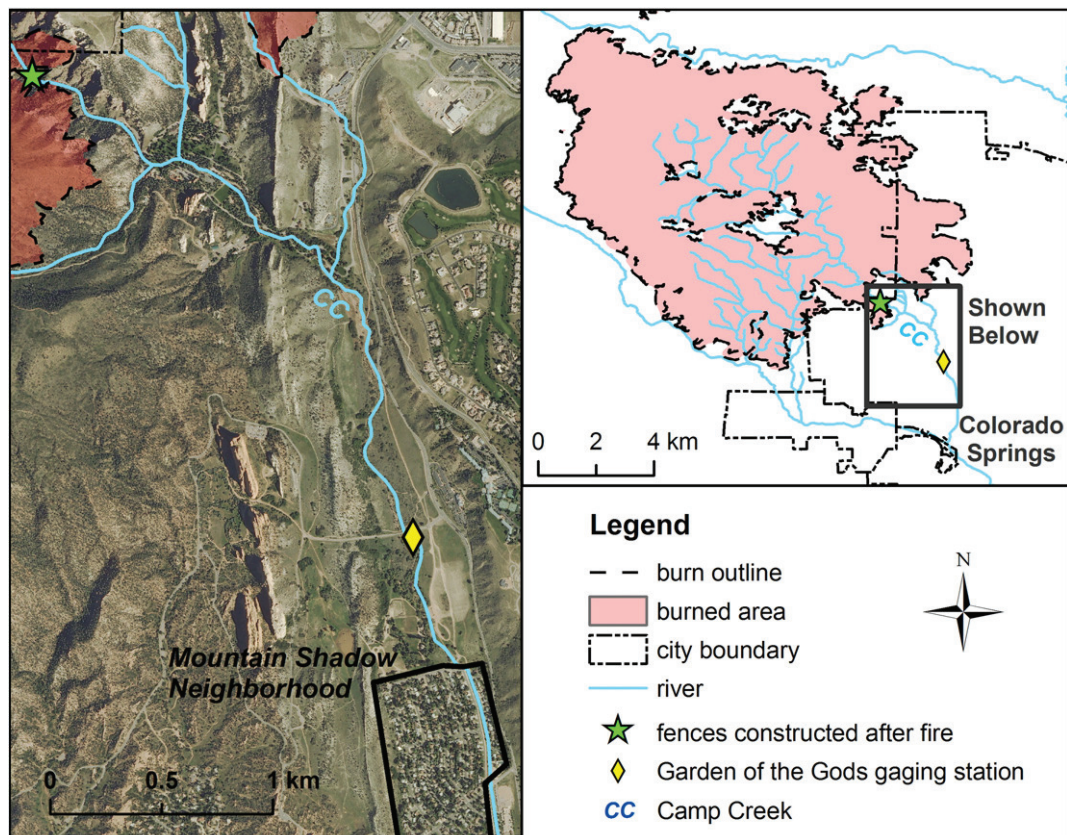 CC
Mountain Shadow
Neighborhood
0 0.5 1 km
CC
Shown
Below
Colorado
Springs
0 2 4 km
Legend
burn outline
burned area
city boundary
river
fences constructed after fire
Garden of the Gods gaging station
CC Camp Creek
N